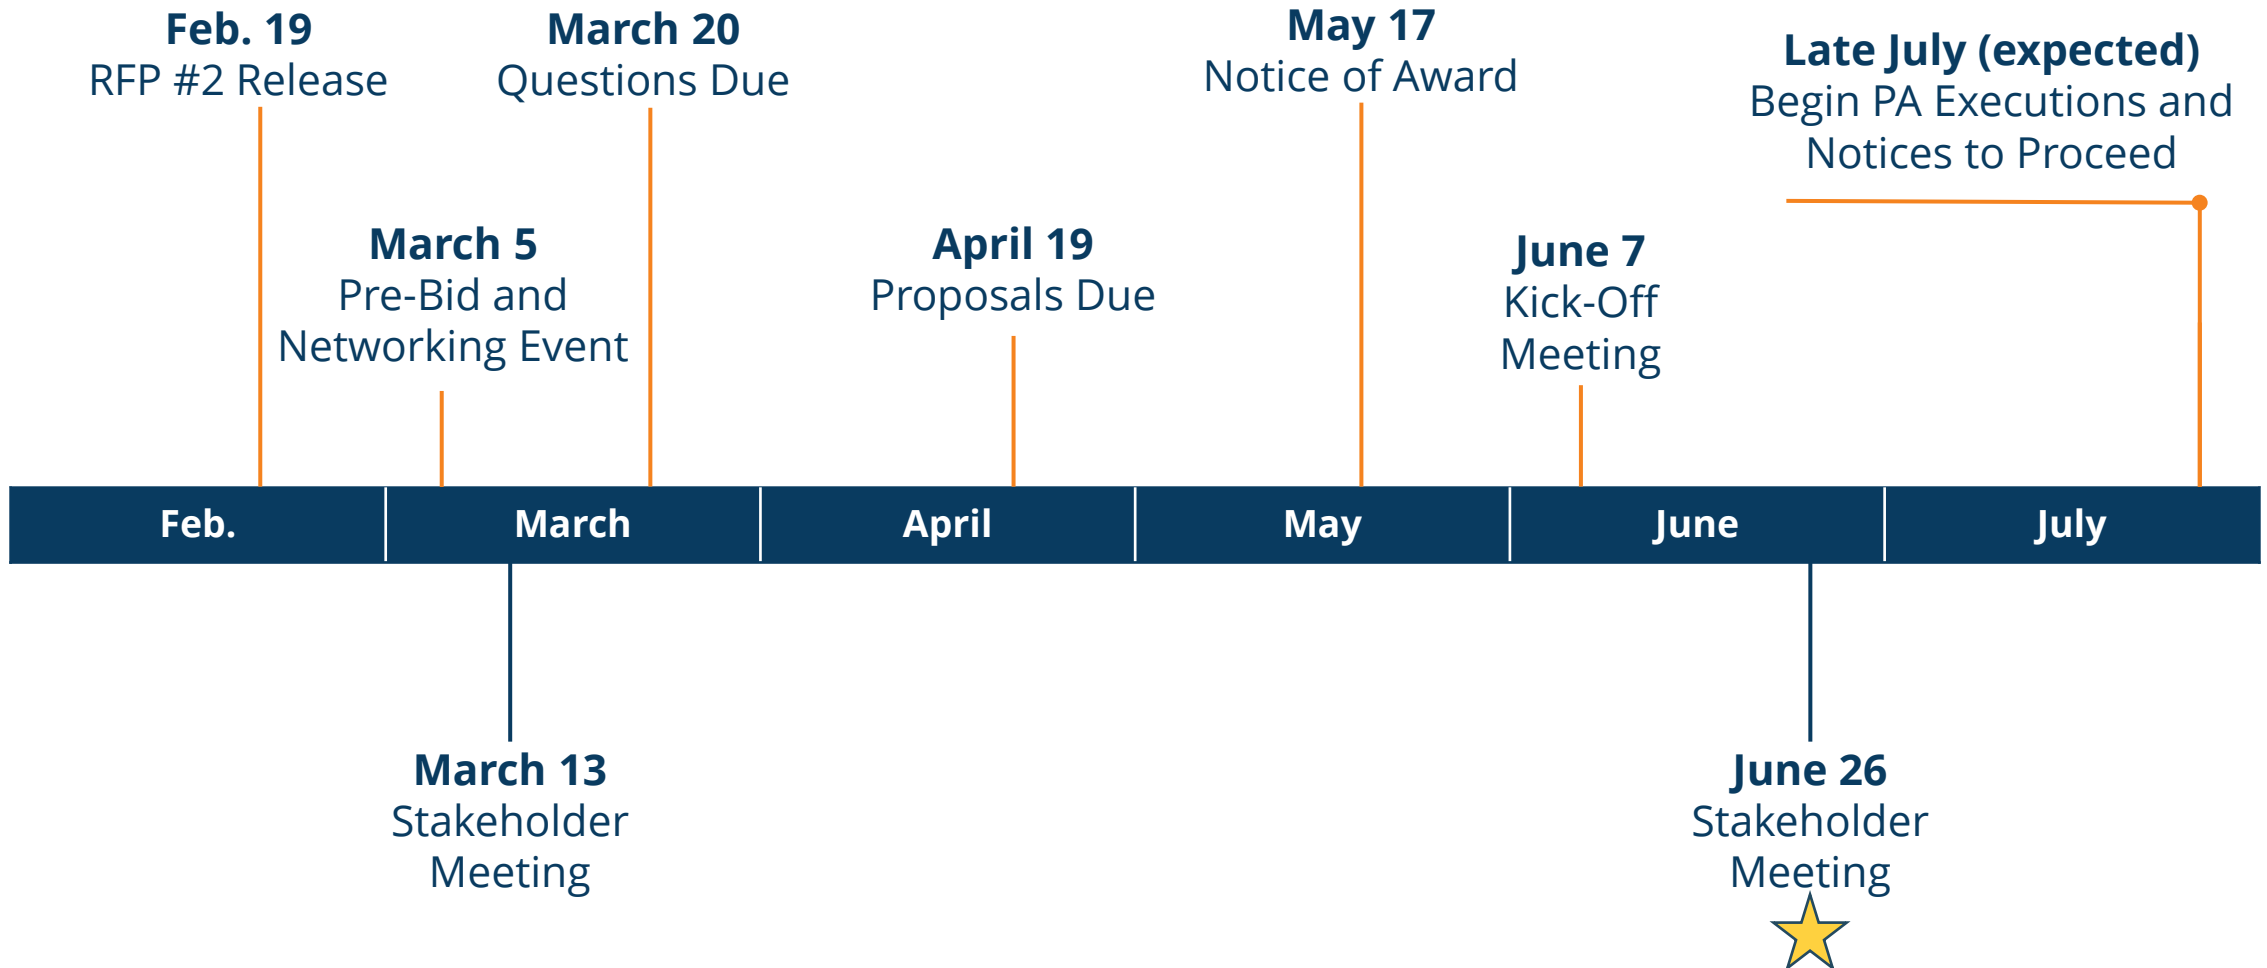 Feb. 19
RFP #2 Release
March 20
Questions Due
May 17
Notice of Award
Late July (expected)
Begin PA Executions and
Notices to Proceed
March 5
Pre-Bid and
Networking Event
April 19
Proposals Due
June 7
Kick-Off
Meeting
Feb.
March
April
May
June
July
March 13
Stakeholder
Meeting
June 26
Stakeholder
Meeting